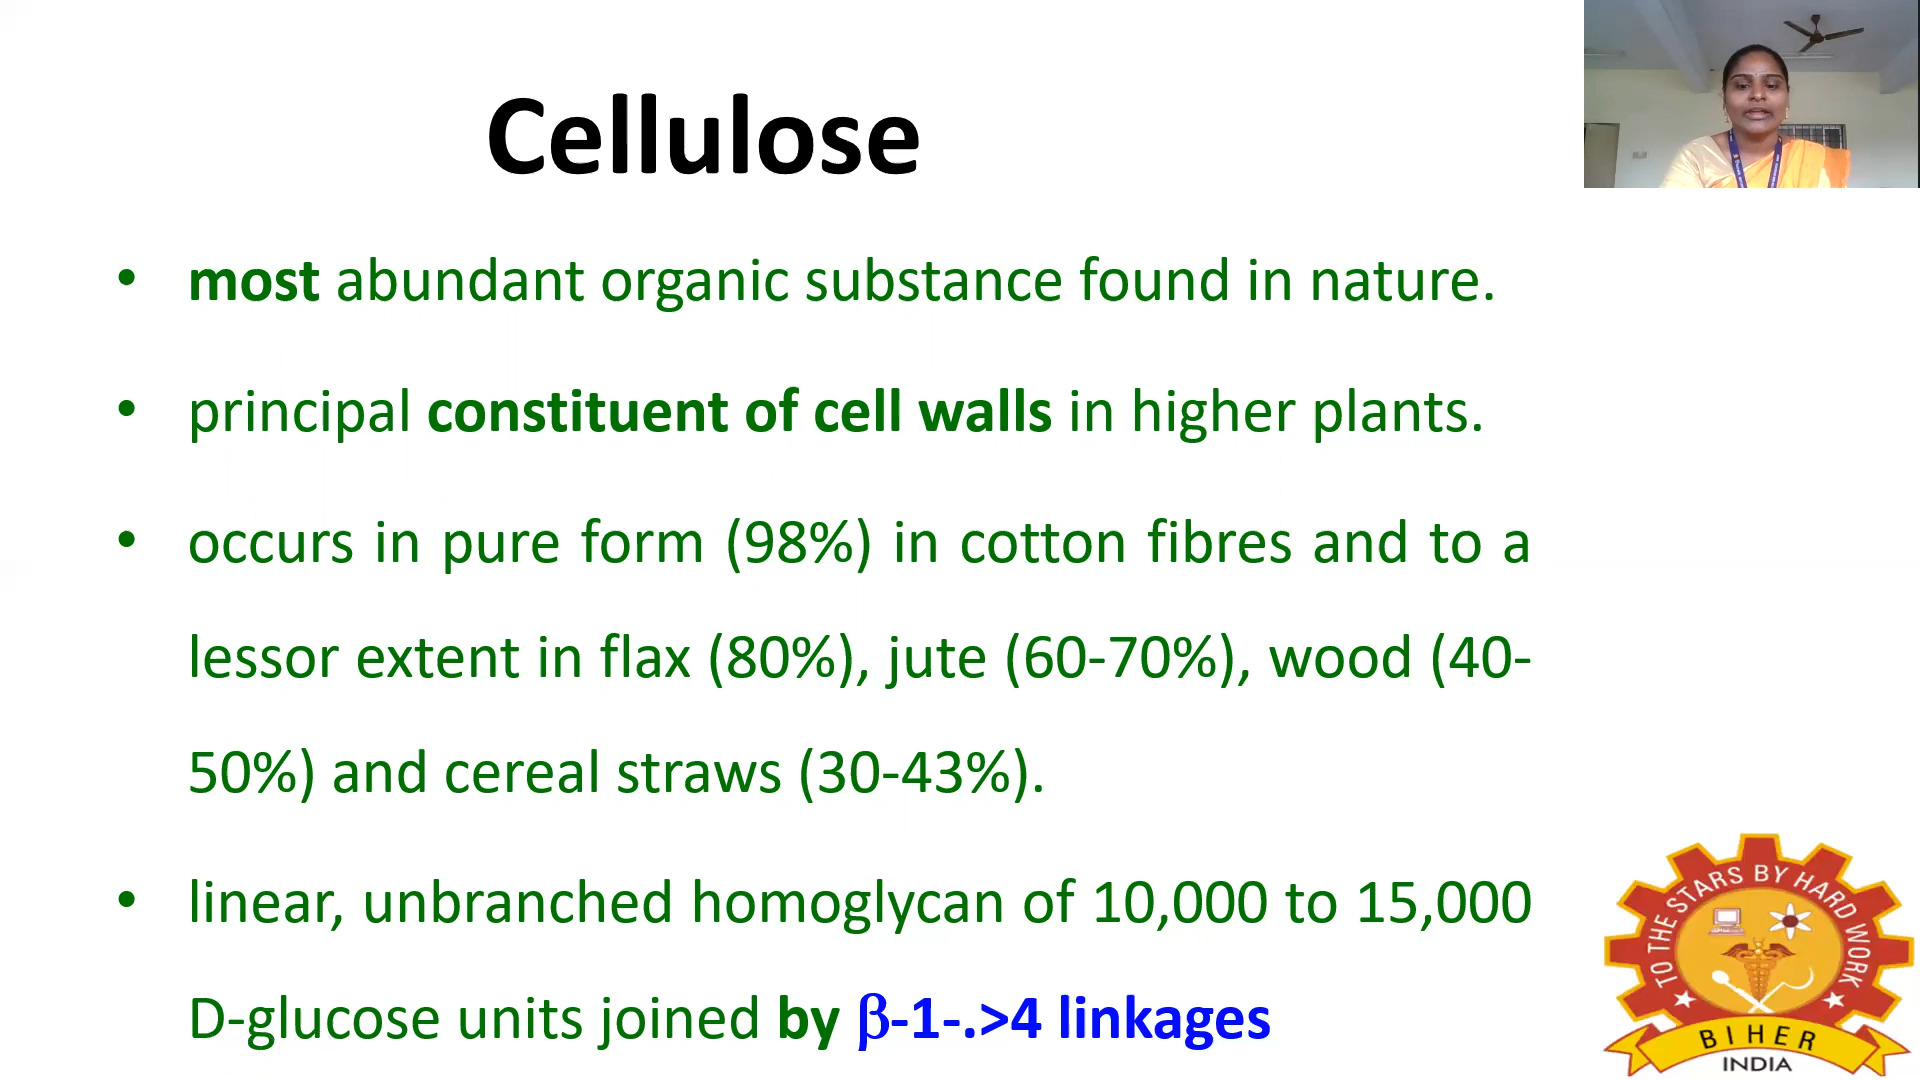 Cellulose
• most abundant organic substance found in nature.
• principal constituent of cell walls in higher plants.
• occurs in pure form (98%) in cotton fibres and to a
lessor extent in flax (80%), jute (60-70%), wood (40-
50%) and cereal straws (30-43%).
• linear, unbranched homoglycan of 10,000 to 15,000
D-glucose units joined by β-1-.>4 linkages
TO THE STARS BY HARD WORK
BIHER
INDIA